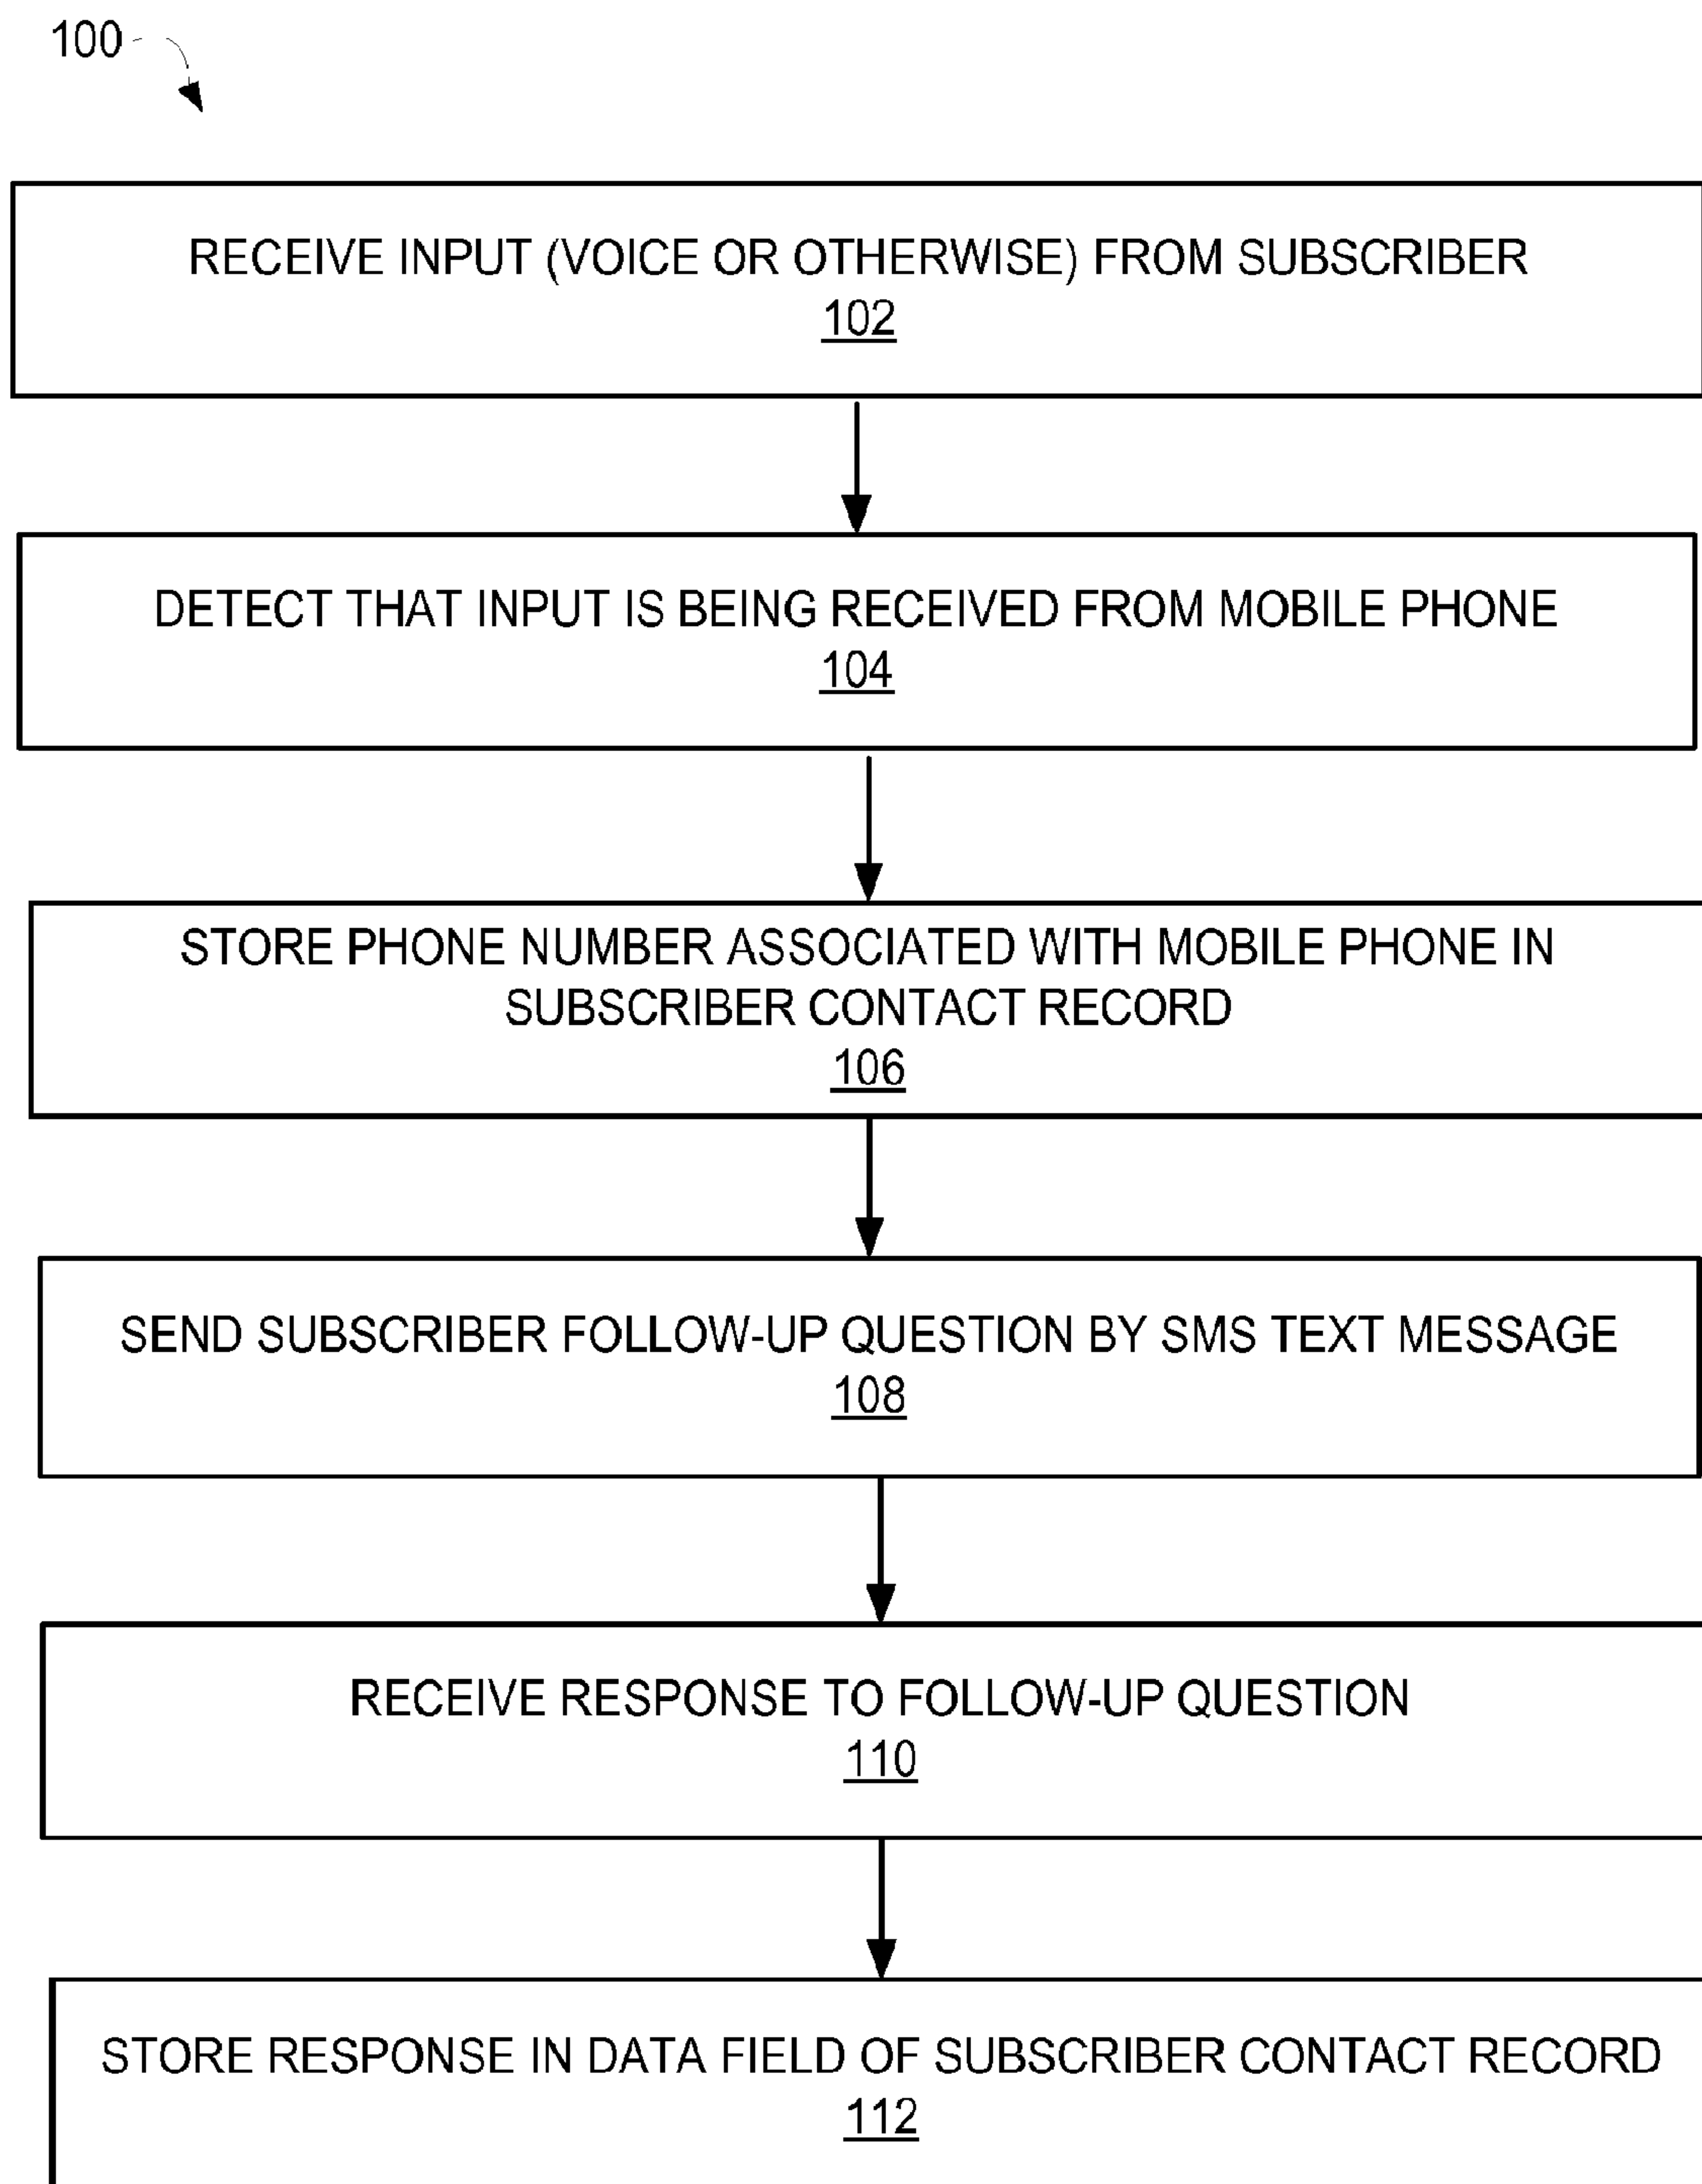 100
RECEIVE INPUT (VOICE OR OTHERWISE) FROM SUBSCRIBER
102
DETECT THAT INPUT IS BEING RECEIVED FROM MOBILE PHONE
104
STORE PHONE NUMBER ASSOCIATED WITH MOBILE PHONE IN
SUBSCRIBER CONTACT RECORD
106
SEND SUBSCRIBER FOLLOW-UP QUESTION BY SMS TEXT MESSAGE
108
RECEIVE RESPONSE TO FOLLOW-UP QUESTION
110
STORE RESPONSE IN DATA FIELD OF SUBSCRIBER CONTACT RECORD
112